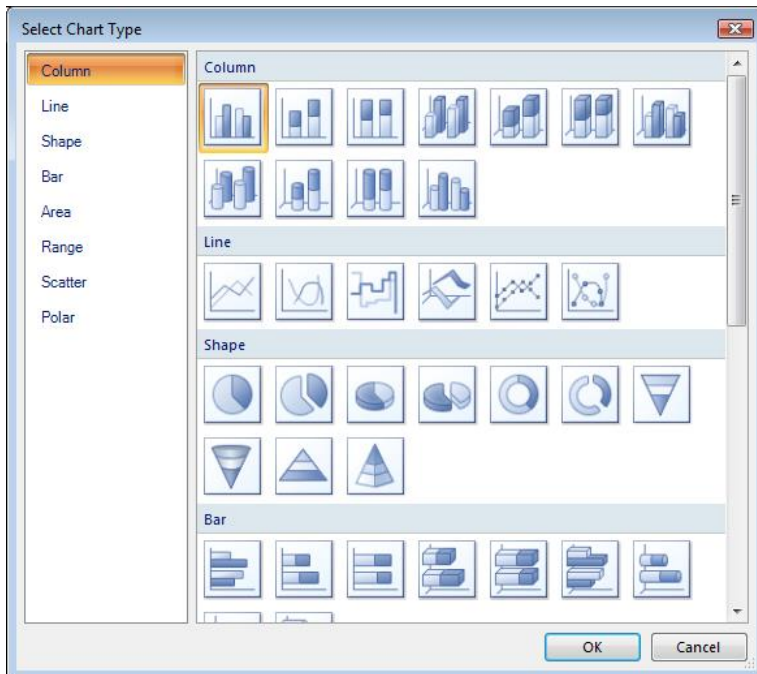 Select Chart Type
Column
Line
Shape
Bar
Area
Range
Scatter
Polar
Column
Line
Shape
Bar
OK
Cancel